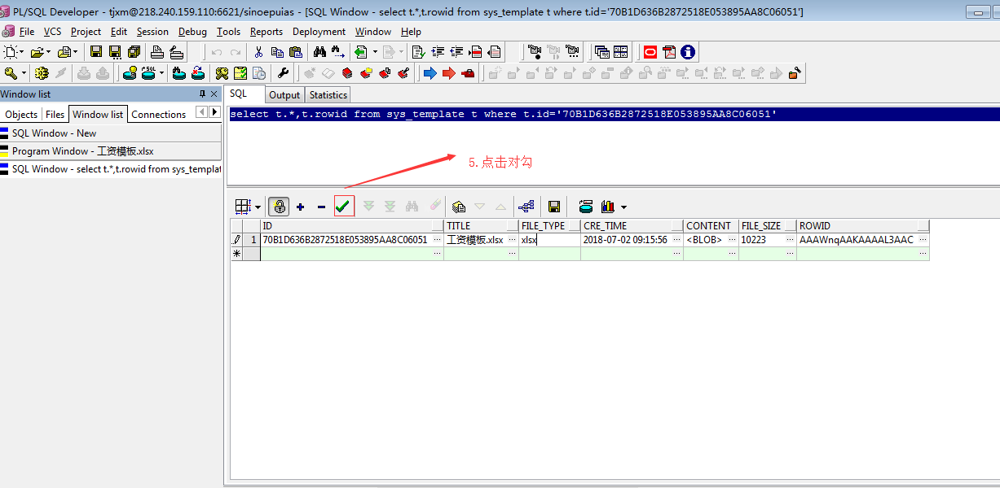 PL/SQL Developer - tjxm@218.240.159.110:6621/sinoepuias - [SQL Window - select t.*,t.rowid from sys_template t where t.id='70B1D636B2872518E053895AA8C06051']
File VCS Project Edit Session Debug Tools Reports Deployment Window Help
Window list
Objects Files Window list Connections
SQL Window - New
Program Window - 工资模板.xlsx
SQL Window - select t.*,t.rowid from sys_templat
SQL Output Statistics
select t.*,t.rowid from sys_template t where t.id='70B1D636B2872518E053895AA8C06051'
5.点击对勾
ID TITLE FILE_TYPE CRE_TIME CONTENT FILE_SIZE ROWID
1 70B1D636B2872518E053895AA8C06051 ··· 工资模板.xlsx ··· xlsx 2018-07-02 09:15:56 ··· <BLOB> ··· 10223 ··· AAAWnqAAKAAAAL3AAC ···